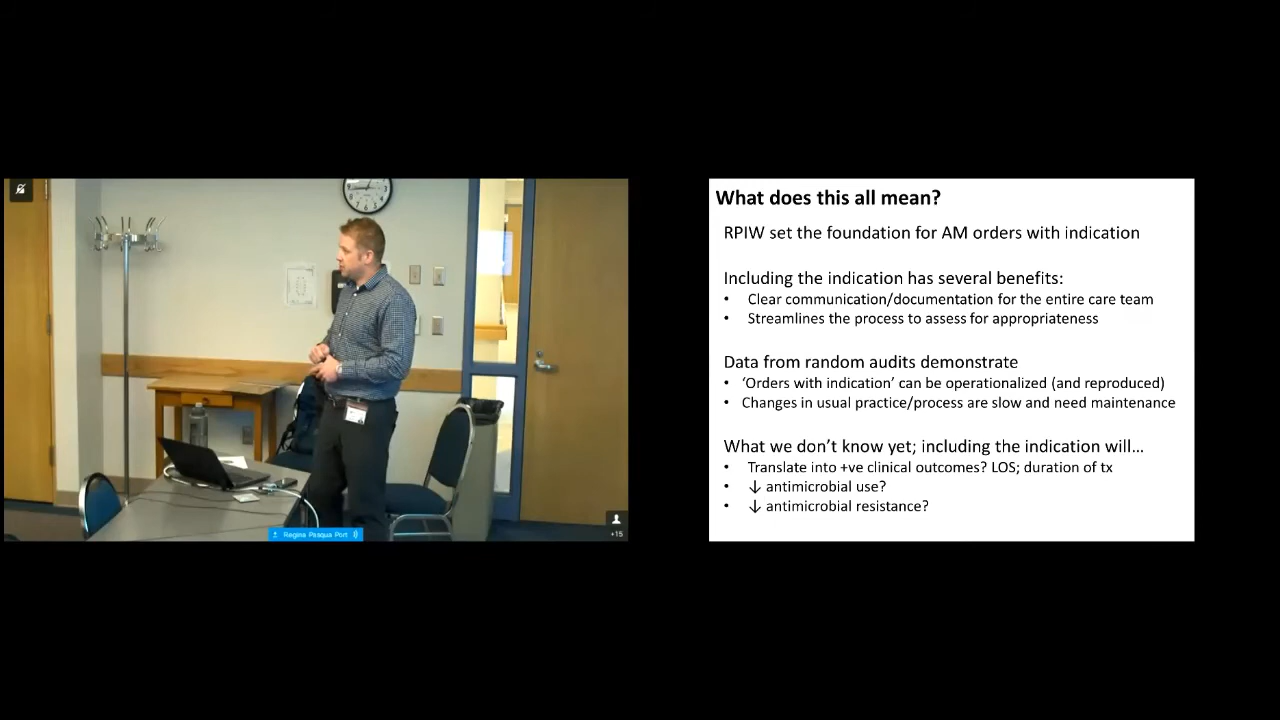 What does this all mean?
RPIW set the foundation for AM orders with indication
Including the indication has several benefits:
• Clear communication/documentation for the entire care team
• Streamlines the process to assess for appropriateness
Data from random audits demonstrate
• ‘Orders with indication’ can be operationalized (and reproduced)
• Changes in usual practice/process are slow and need maintenance
What we don’t know yet; including the indication will…
• Translate into +ve clinical outcomes? LOS; duration of tx
• ↓ antimicrobial use?
• ↓ antimicrobial resistance?
Regina Pasqua Port
+15